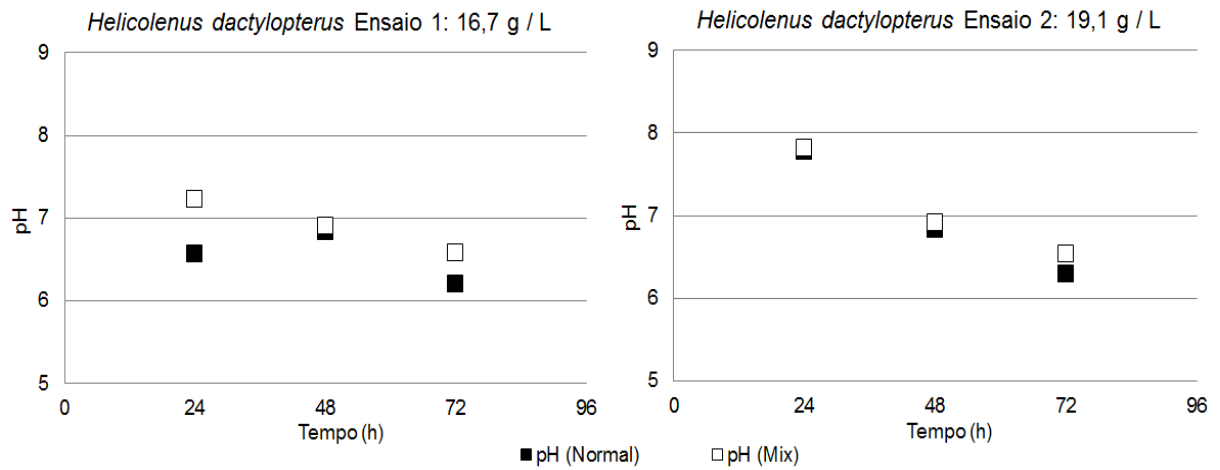 Helicolenus dactylopterus Ensaio 1: 16,7 g / L
9
8
7
6
5
pH
0 24 48 72 96
Tempo (h)
Helicolenus dactylopterus Ensaio 2: 19,1 g / L
9
8
7
6
5
pH
0 24 48 72 96
Tempo (h)
pH (Normal) pH (Mix)